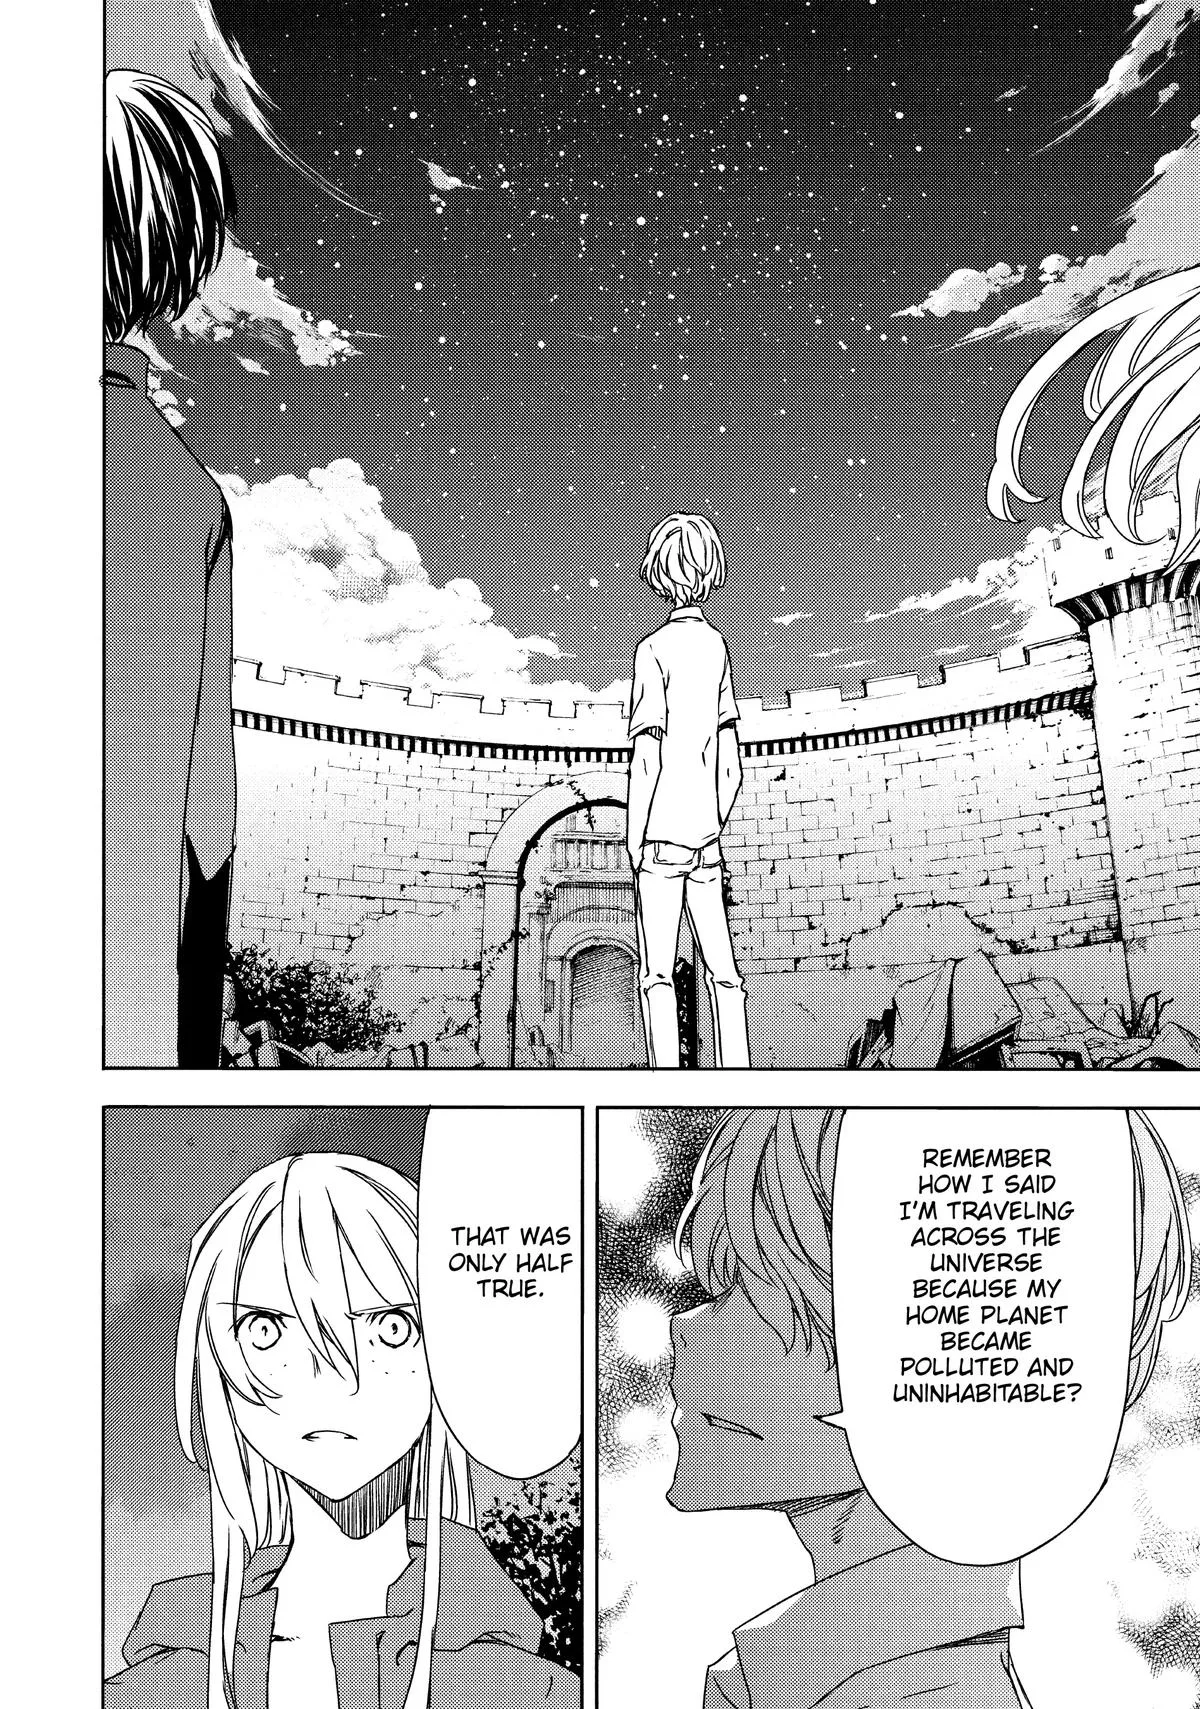 REMEMBER
HOW I SAID
I'M TRAVELING
ACROSS THE
UNIVERSE
BECAUSE MY
HOME PLANET
BECAME
POLLUTED AND
UNINHABITABLE?
THAT WAS
ONLY HALF
TRUE.